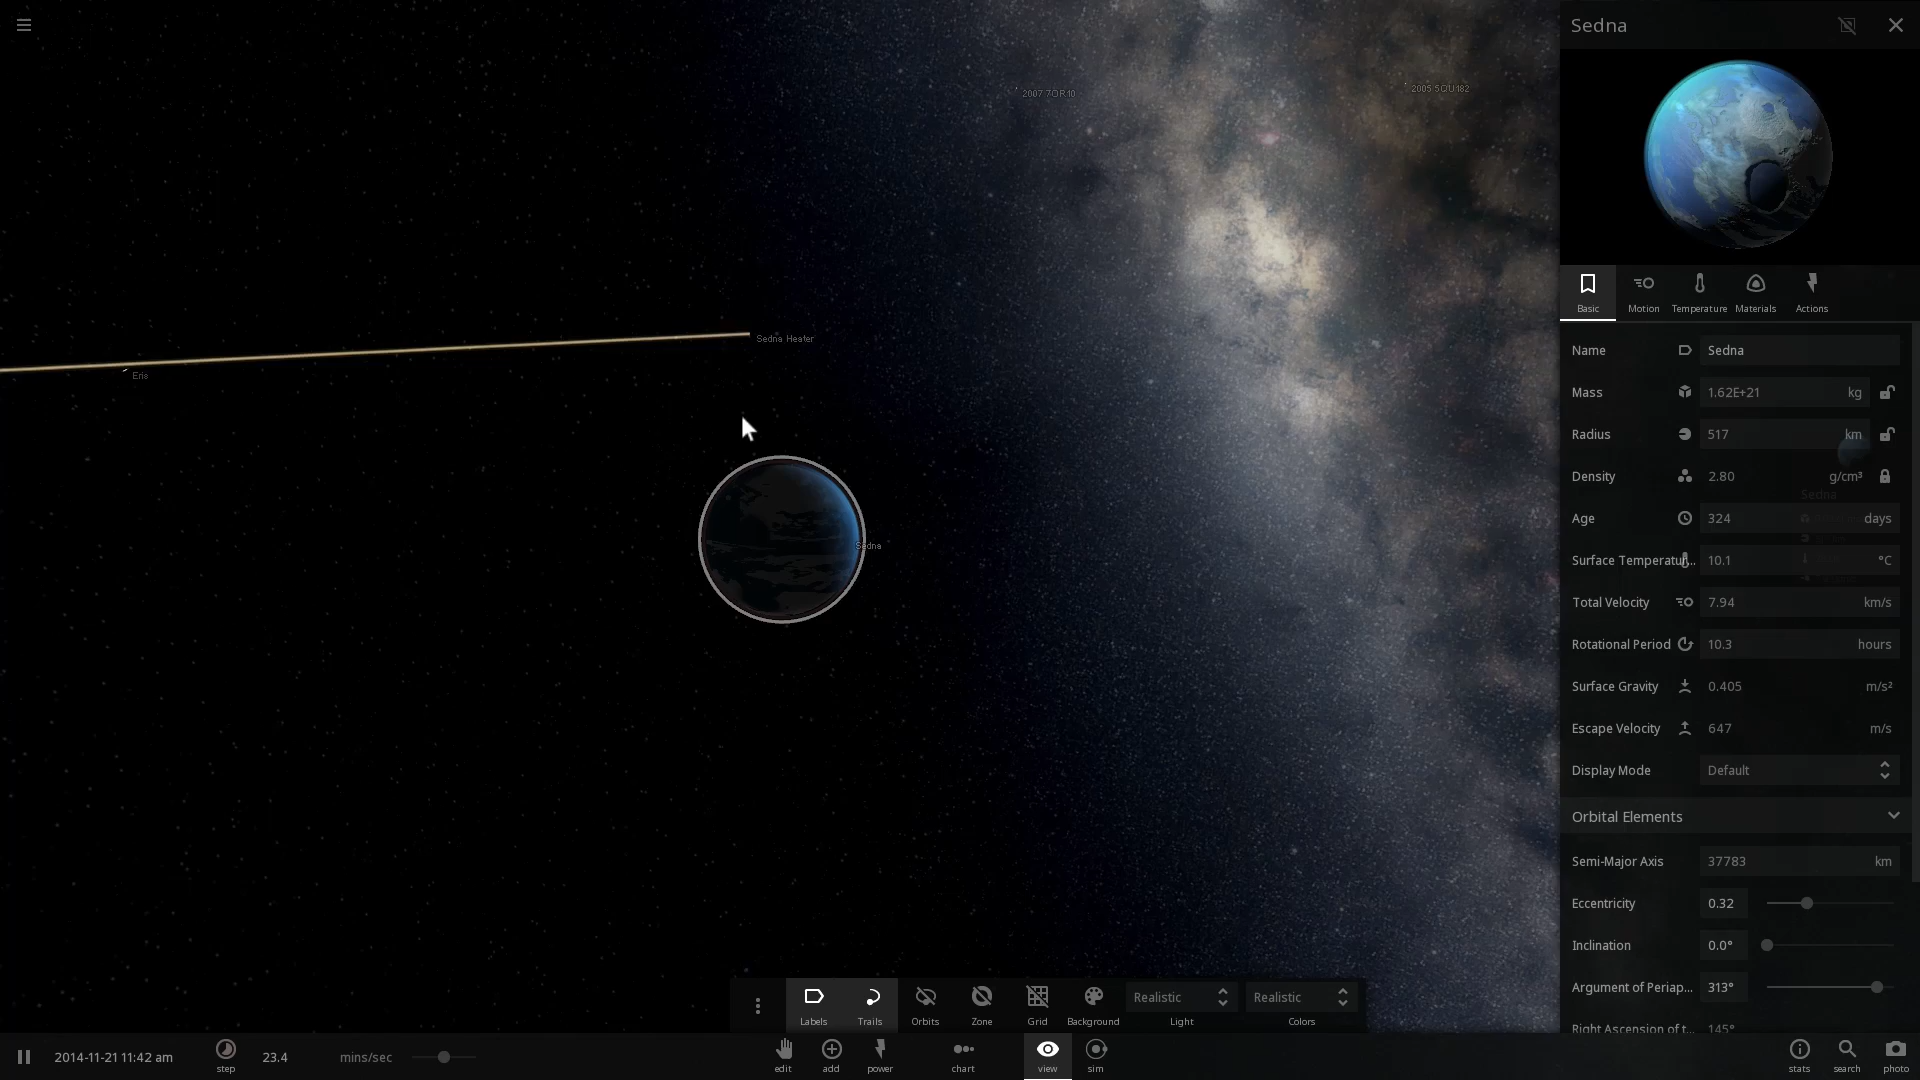 Sedna
2007 7OR10
2005 5QU182
Sedna Heater
Eris
Sedna
Basic
Motion
Temperature
Materials
Actions
Name Sedna
Mass 1.62E+21 kg
Radius 517 km
Density 2.80 g/cm³
Sedna
Age 324 days
Surface Temperatur... 10.1 °C
Total Velocity 7.94 km/s
Rotational Period 10.3 hours
Surface Gravity 0.405 m/s²
Escape Velocity 647 m/s
Display Mode Default
Orbital Elements
Semi-Major Axis 37783 km
Eccentricity 0.32
Inclination 0.0°
Argument of Periap... 313°
Right Ascension of t... 145°
Labels
Trails
Orbits
Zone
Grid
Background
Realistic
Light
Realistic
Colors
2014-11-21 11:42 am
step
23.4
mins/sec
edit
add
power
chart
view
sim
stats
search
photo